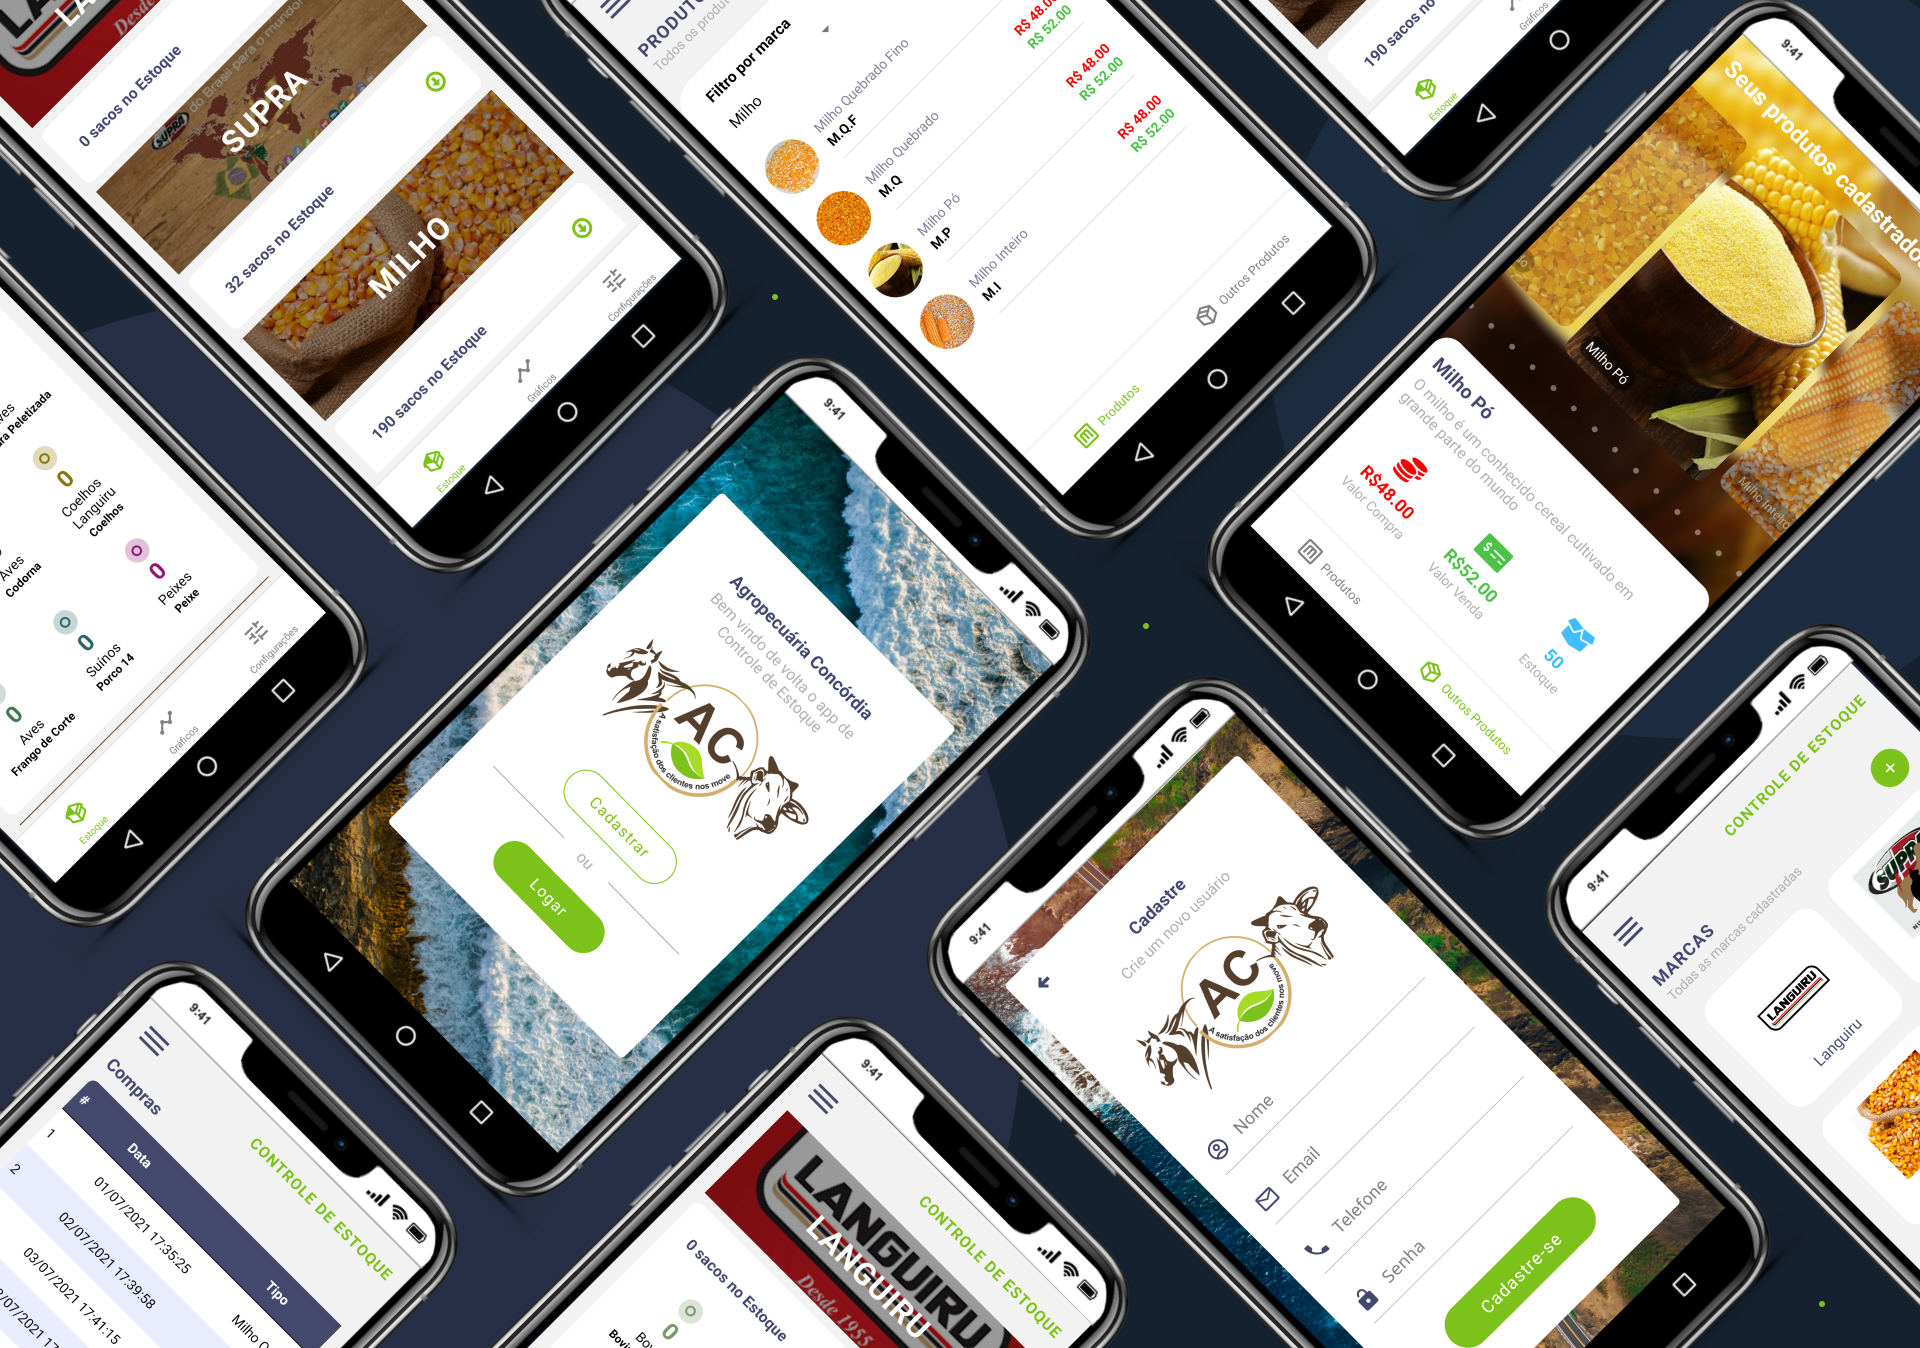 Desde
0 sacos no Estoque
do Brasil para o mundo
SUPRA
SUPRA
32 sacos no Estoque
MILHO
190 sacos no Estoque
Estoque
Gráficos
Configurações
Todos os produt
Filtro por marca
Milho
Milho Quebrado Fino
M.Q.F
R$ 48.00
R$ 52.00
Milho Quebrado
M.Q
R$ 48.00
R$ 52.00
Milho Pó
M.P
R$ 48.00
R$ 52.00
Milho Inteiro
M.I
Produtos
Outros Produtos
190 sacos no
Estoque
Gráficos
9:41
Seus produtos cadastrado
Milho Pó
Milho Inteiro
Milho Pó
O milho é um conhecido cereal cultivado em
grande parte do mundo
R$48.00
Valor Compra
R$52.00
Valor Venda
50
Estoque
Produtos
Outros Produtos
ra Peletizada
0
Coelhos
Languiru
Coelhos
Aves
Codorna
0
Peixes
Peixe
0
Suínos
Porco 14
0
Aves
Frango de Corte
Estoque
Gráficos
Configurações
9:41
Agropecuária Concórdia
Bem vindo de volta o app de
Controle de Estoque
AC
A satisfação dos clientes nos move
Cadastrar
ou
Logar
9:41
Cadastre
Crie um novo usuário
AC
A satisfação dos clientes nos move
Nome
Email
Telefone
Senha
Cadastre-se
9:41
CONTROLE DE ESTOQUE
MARCAS
Todas as marcas cadastradas
LANGUIRU
Languiru
9:41
CONTROLE DE ESTOQUE
Compras
#
Data
Tipo
1
01/07/2021 17:35:25
Milho
2
02/07/2021 17:39:58
03/07/2021 17:41:15
9:41
CONTROLE DE ESTOQUE
LANGUIRU
LANGUIRU
Desde 1955
0 sacos no Estoque
0